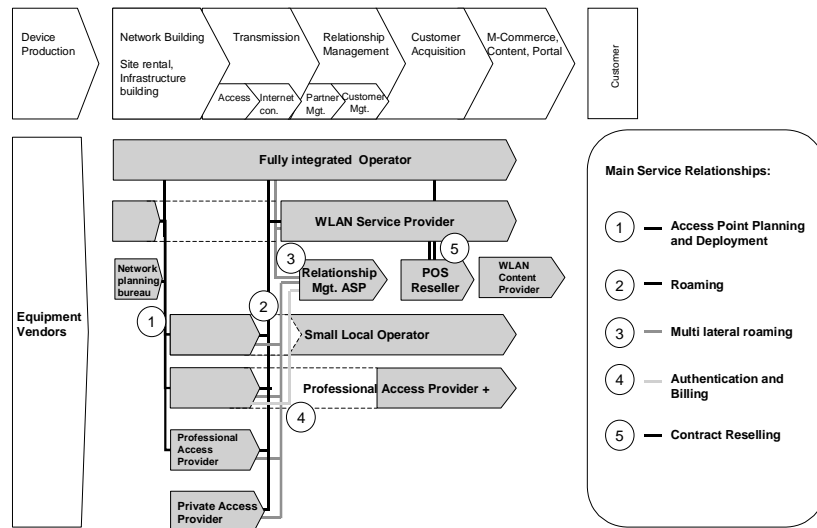 Device
Production
Network Building
Site rental,
Infrastructure
building
Transmission
Access
Internet
con.
Relationship
Management
Partner
Mgt.
Customer
Mgt.
Customer
Acquisition
M-Commerce,
Content, Portal
Customer
Equipment
Vendors
Fully integrated Operator
WLAN Service Provider
Network
planning
bureau
3
Relationship
Mgt. ASP
5
POS
Reseller
WLAN
Content
Provider
1
2
Small Local Operator
Professional Access Provider +
4
Professional
Access
Provider
Private Access
Provider
Main Service Relationships:
1
Access Point Planning
and Deployment
2
Roaming
3
Multi lateral roaming
4
Authentication and
Billing
5
Contract Reselling